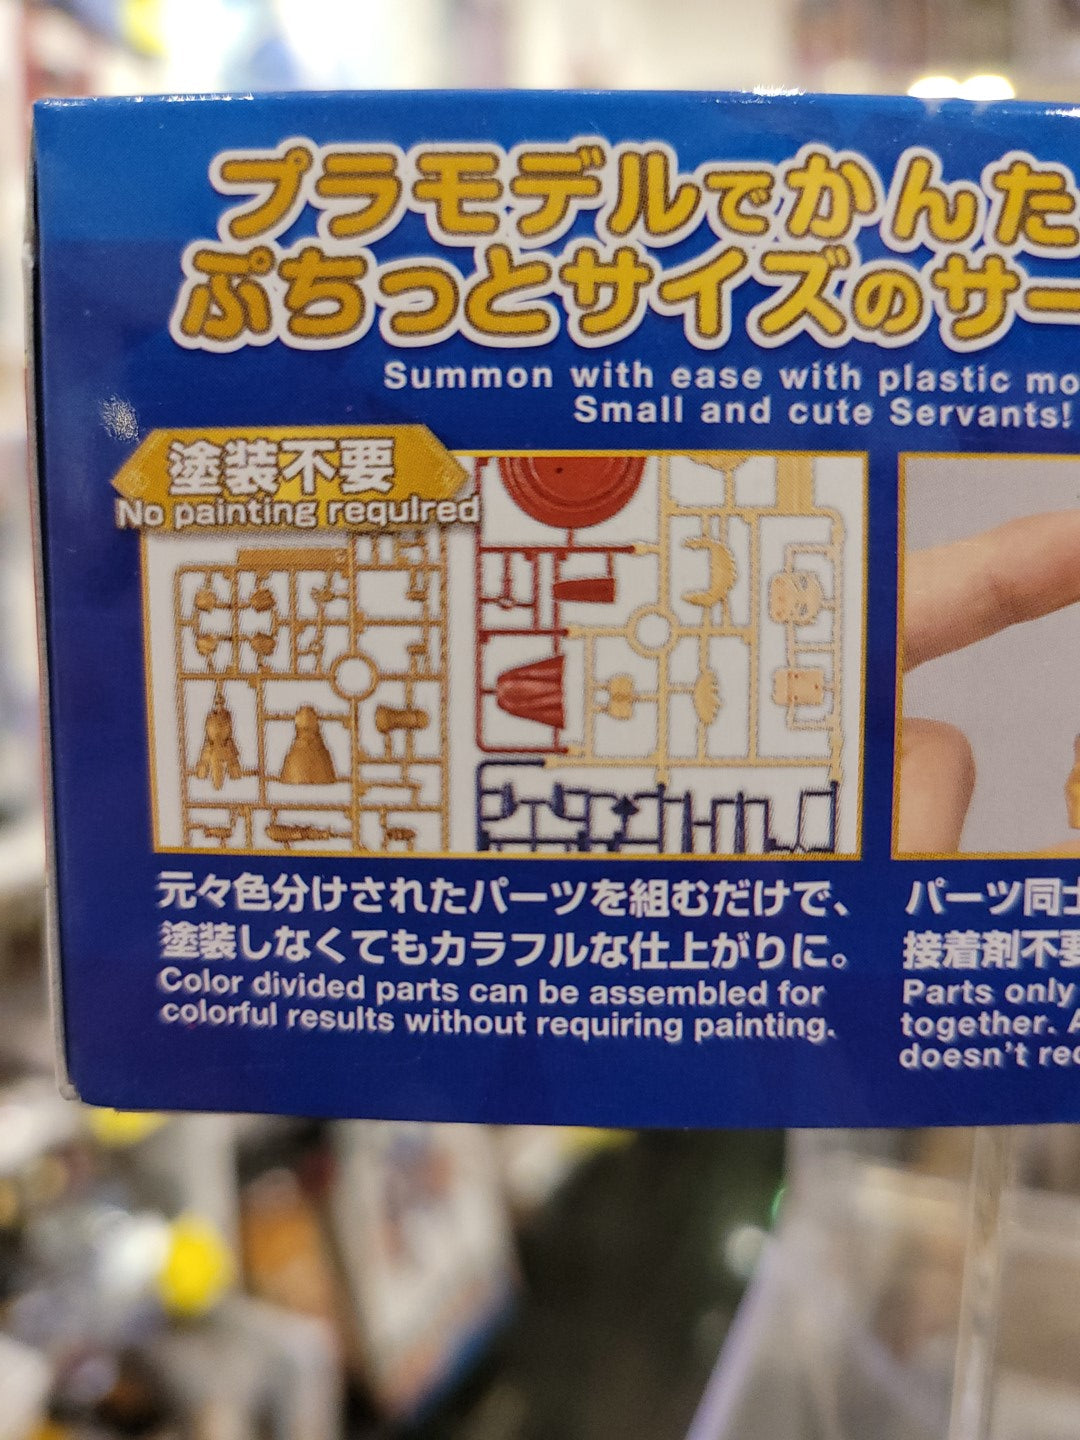 プラモデルでかんた
ぷちっとサイズのサー
Summon with ease with plastic mo
Small and cute Servants!
塗装不要
No painting required
元々色分けされたパーツを組むだけで、
塗装しなくてもカラフルな仕上がりに。
Color divided parts can be assembled for
colorful results without requiring painting.
パーツ同士
接着剤不要
Parts only
together. A
doesn't req